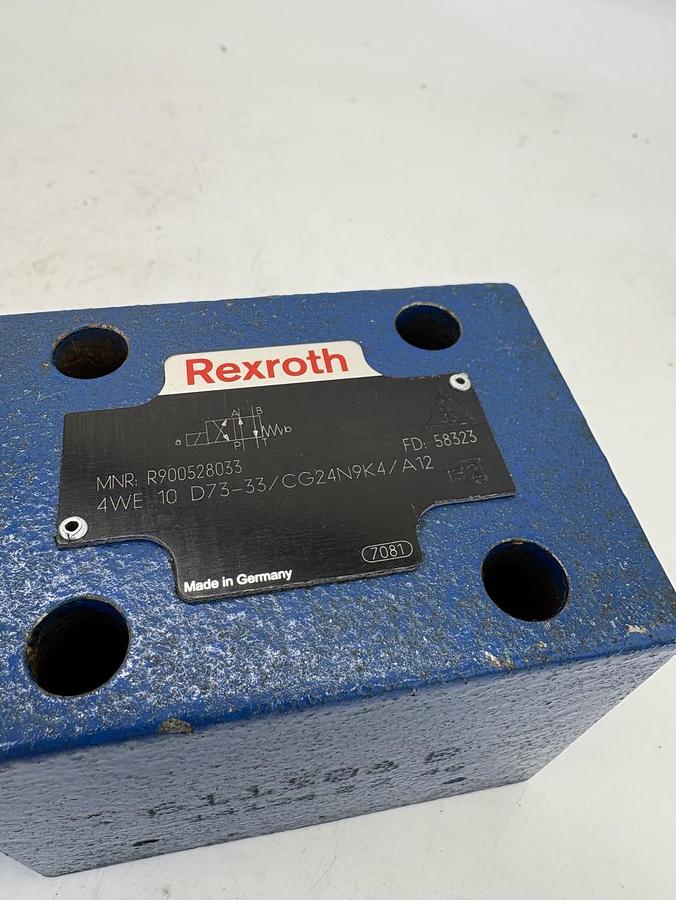 Rexroth
A B
a b
P T
FD: 58323
MNR: R900528033
4WE 10 D73-33/CG24N9K4/A12
7081
Made in Germany